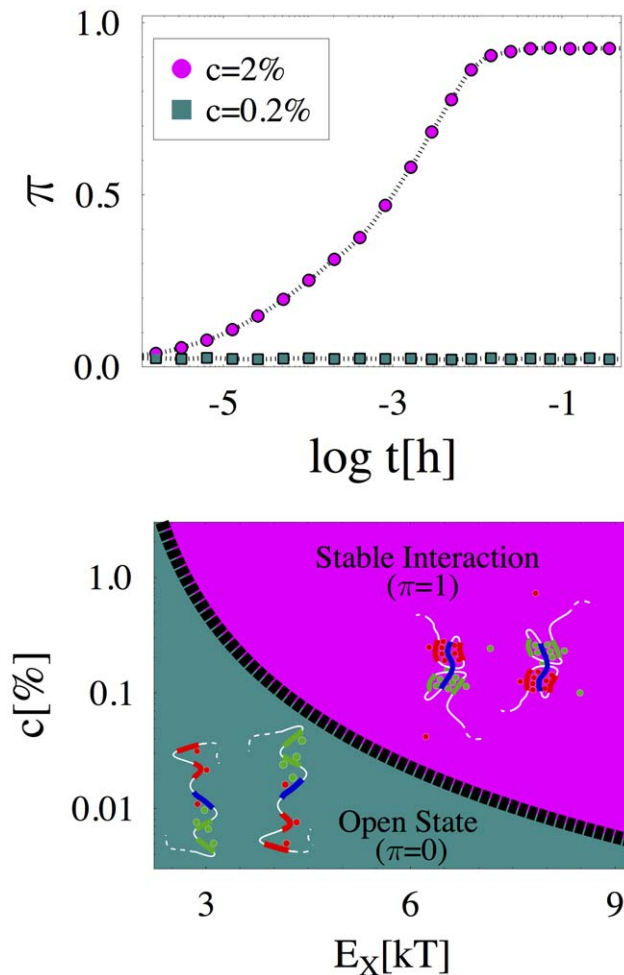 1.0
c=2%
c=0.2%
π
0.5
0.0
-5
-3
-1
log t[h]
Stable Interaction
(π=1)
1.0
c[%]
0.1
0.01
Open State
(π=0)
3
6
9
E_X[kT]